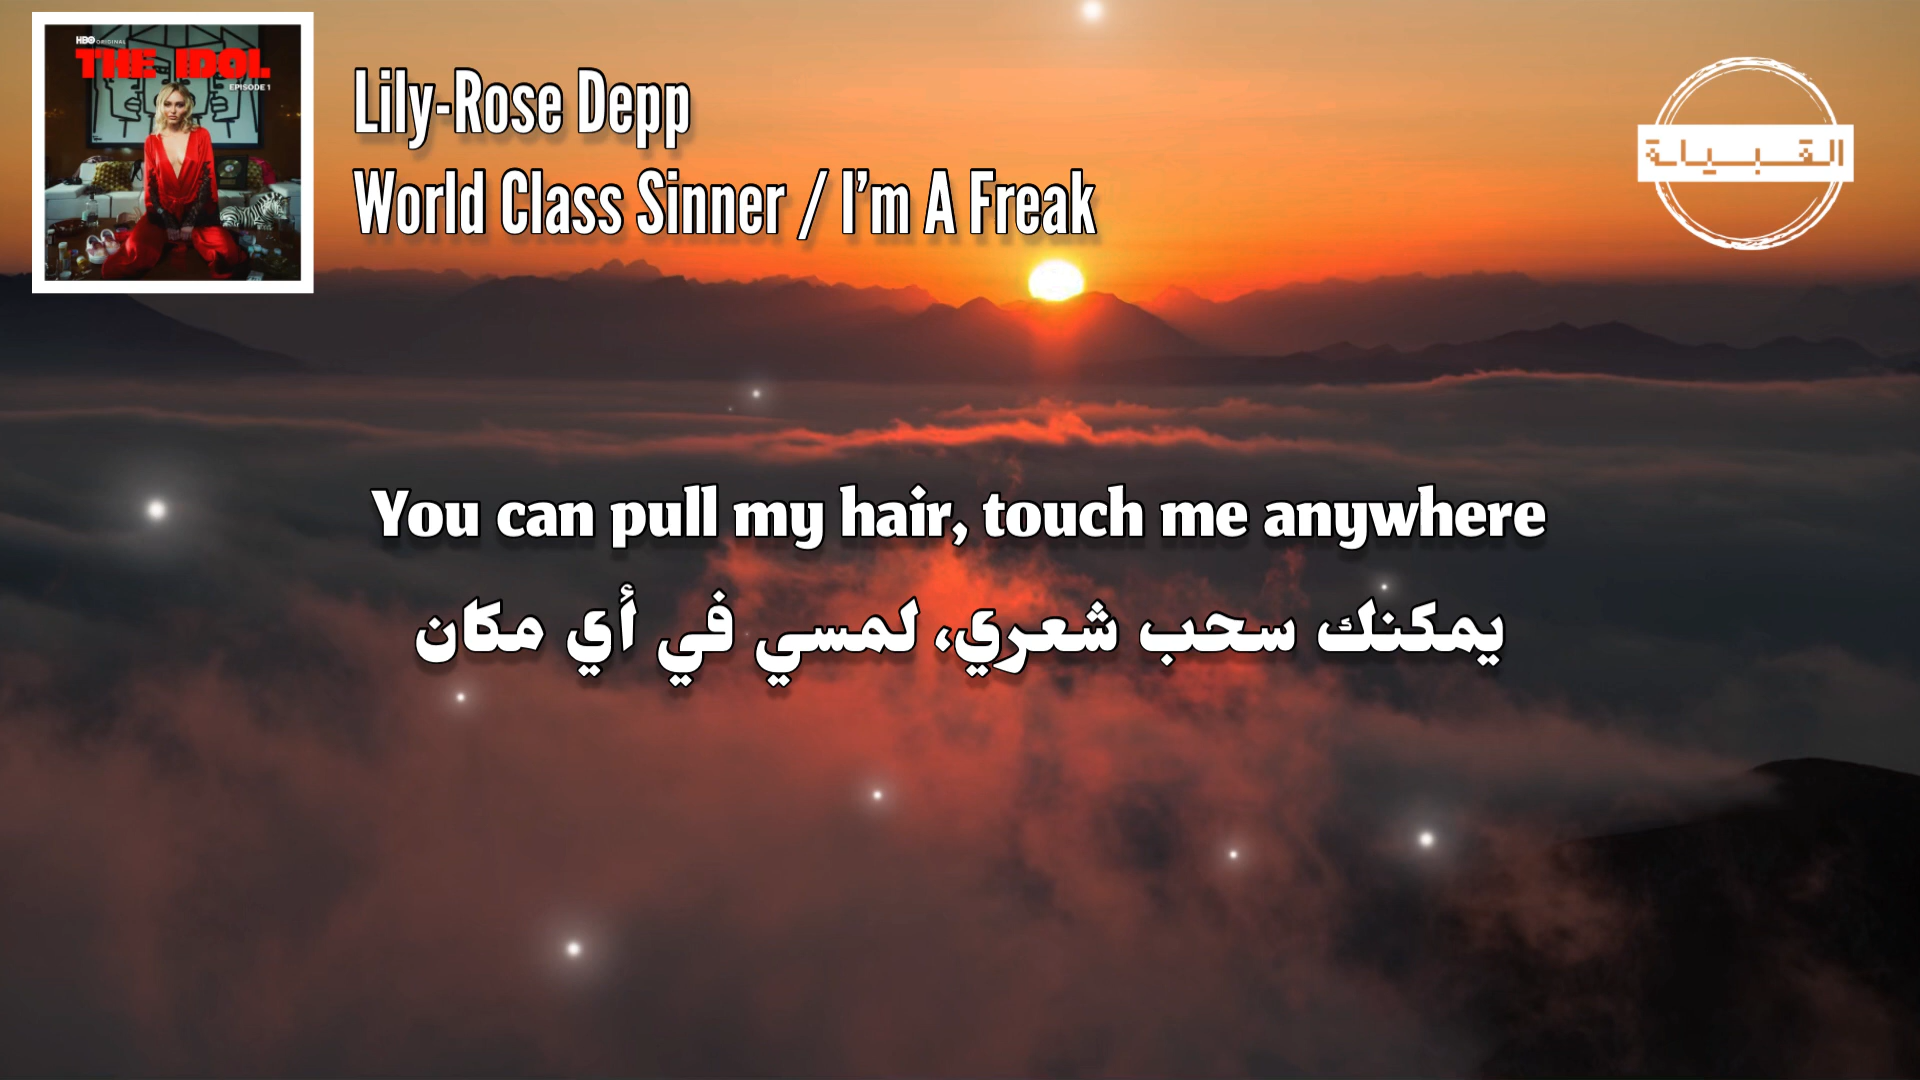 HBO ORIGINAL
THE IDOL
EPISODE 1
Lily-Rose Depp
World Class Sinner / I'm A Freak
القبيلة
You can pull my hair, touch me anywhere
يمكنك سحب شعري، لمسي في أي مكان